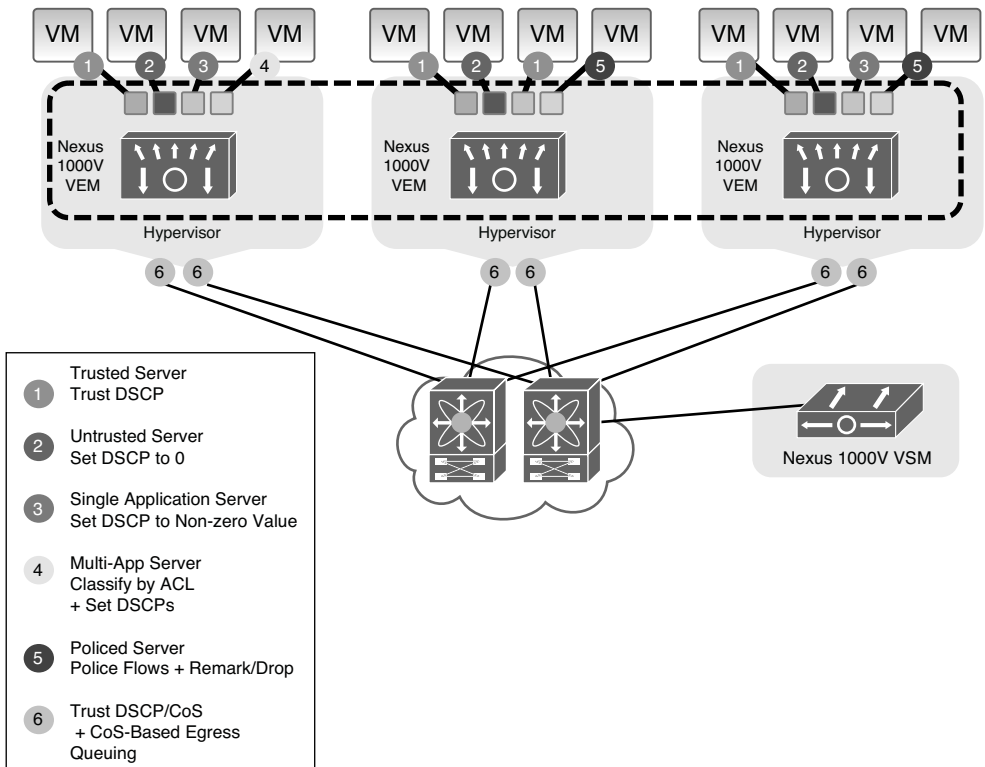 VM VM VM VM VM VM VM VM VM VM VM VM
1 2 3 4 1 2 1 5 1 2 3 5
Nexus
1000V
VEM
Nexus
1000V
VEM
Nexus
1000V
VEM
Hypervisor Hypervisor Hypervisor
6 6 6 6 6 6
1 Trusted Server
Trust DSCP
2 Untrusted Server
Set DSCP to 0
3 Single Application Server
Set DSCP to Non-zero Value
4 Multi-App Server
Classify by ACL
+ Set DSCPs
5 Policed Server
Police Flows + Remark/Drop
6 Trust DSCP/CoS
+ CoS-Based Egress
Queuing
Nexus 1000V VSM